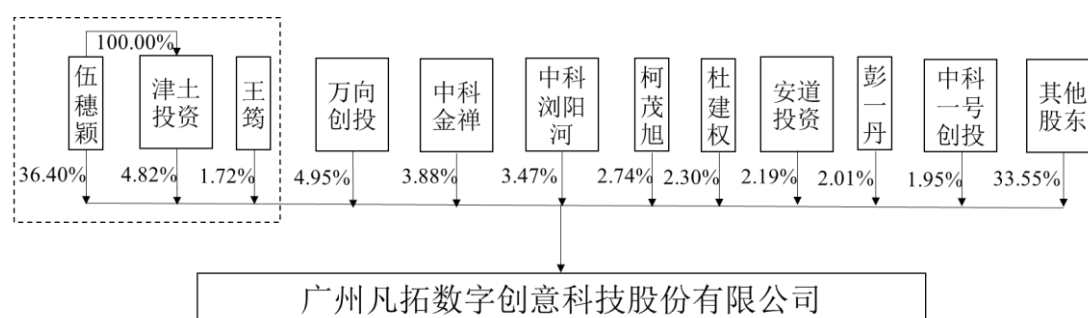 100.00%
伍穗颖
津土投资
王筠
万向创投
中科金禅
中科浏阳河
柯茂旭
杜建权
安道投资
彭一丹
中科一号创投
其他股东
36.40%
4.82%
1.72%
4.95%
3.88%
3.47%
2.74%
2.30%
2.19%
2.01%
1.95%
33.55%
广州凡拓数字创意科技股份有限公司